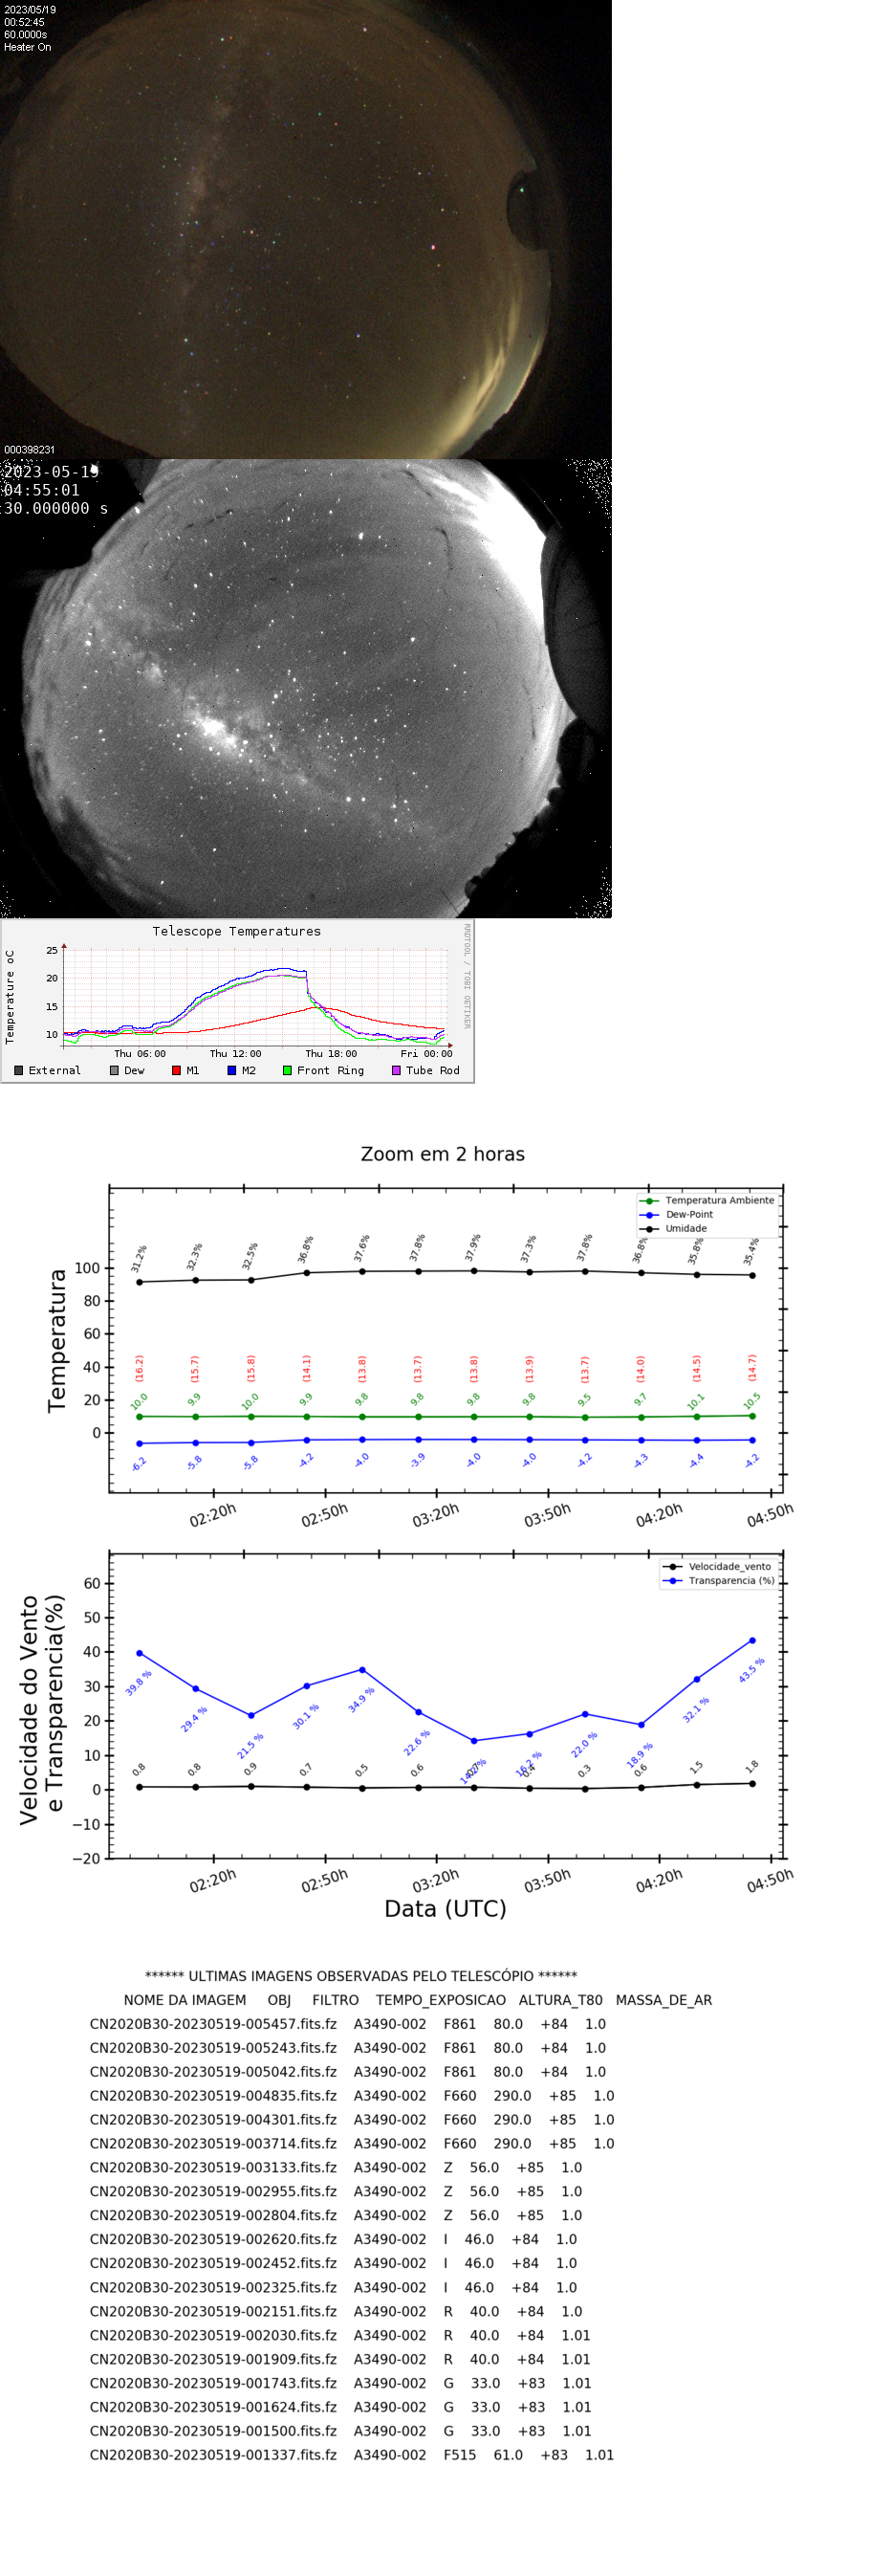 2023/05/19
00:52:45
60.0000s
Heater On
000398231
2023-05-19
04:55:01
30.000000 s
Telescope Temperatures
RRDTOOL / TOBI OETIKER
Temperature oC
25
20
15
10
Thu 06:00 Thu 12:00 Thu 18:00 Fri 00:00
External Dew M1 M2 Front Ring Tube Rod
Zoom em 2 horas
Temperatura Ambiente
Dew-Point
Umidade
Temperatura
100
80
60
40
20
0
31.2% 32.3% 32.5% 36.8% 37.6% 37.8% 37.9% 37.3% 37.8% 36.8% 35.8% 35.4%
(16.2) (15.7) (15.8) (14.1) (13.8) (13.7) (13.8) (13.9) (13.7) (14.0) (14.5) (14.7)
10.0 9.9 10.0 9.9 9.8 9.8 9.8 9.8 9.5 9.7 10.1 10.5
-6.2 -5.8 -5.8 -4.2 -4.0 -3.9 -4.0 -4.0 -4.2 -4.3 -4.4 -4.2
02:20h 02:50h 03:20h 03:50h 04:20h 04:50h
Velocidade_vento
Transparencia (%)
Velocidade do Vento
e Transparencia(%)
60
50
40
30
20
10
0
−10
−20
39.8 % 29.4 % 21.5 % 30.1 % 34.9 % 22.6 % 16.2 % 22.0 % 18.9 % 32.1 % 43.5 %
0.8 0.8 0.9 0.7 0.5 0.6 0.4 0.3 0.6 1.5 1.8
02:20h 02:50h 03:20h 03:50h 04:20h 04:50h
Data (UTC)
****** ULTIMAS IMAGENS OBSERVADAS PELO TELESCÓPIO ******
NOME DA IMAGEM OBJ FILTRO TEMPO_EXPOSICAO ALTURA_T80 MASSA_DE_AR
CN2020B30-20230519-005457.fits.fz A3490-002 F861 80.0 +84 1.0
CN2020B30-20230519-005243.fits.fz A3490-002 F861 80.0 +84 1.0
CN2020B30-20230519-005042.fits.fz A3490-002 F861 80.0 +84 1.0
CN2020B30-20230519-004835.fits.fz A3490-002 F660 290.0 +85 1.0
CN2020B30-20230519-004301.fits.fz A3490-002 F660 290.0 +85 1.0
CN2020B30-20230519-003714.fits.fz A3490-002 F660 290.0 +85 1.0
CN2020B30-20230519-003133.fits.fz A3490-002 Z 56.0 +85 1.0
CN2020B30-20230519-002955.fits.fz A3490-002 Z 56.0 +85 1.0
CN2020B30-20230519-002804.fits.fz A3490-002 Z 56.0 +85 1.0
CN2020B30-20230519-002620.fits.fz A3490-002 I 46.0 +84 1.0
CN2020B30-20230519-002452.fits.fz A3490-002 I 46.0 +84 1.0
CN2020B30-20230519-002325.fits.fz A3490-002 I 46.0 +84 1.0
CN2020B30-20230519-002151.fits.fz A3490-002 R 40.0 +84 1.0
CN2020B30-20230519-002030.fits.fz A3490-002 R 40.0 +84 1.01
CN2020B30-20230519-001909.fits.fz A3490-002 R 40.0 +84 1.01
CN2020B30-20230519-001743.fits.fz A3490-002 G 33.0 +83 1.01
CN2020B30-20230519-001624.fits.fz A3490-002 G 33.0 +83 1.01
CN2020B30-20230519-001500.fits.fz A3490-002 G 33.0 +83 1.01
CN2020B30-20230519-001337.fits.fz A3490-002 F515 61.0 +83 1.01